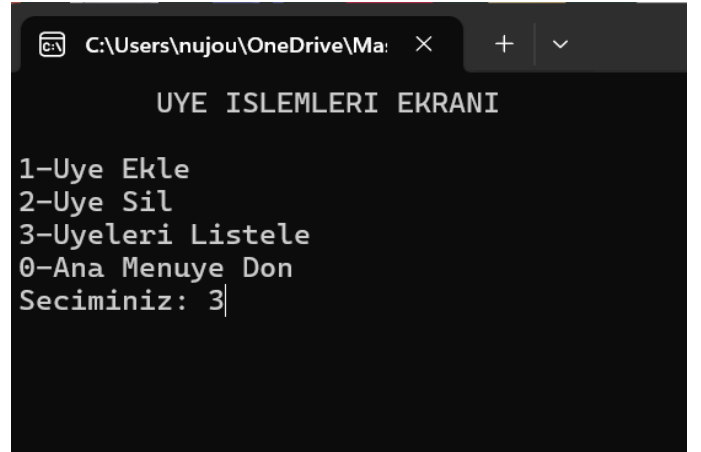 C:\Users\nujou\OneDrive\Ma
UYE ISLEMLERI EKRANI
1-Uye Ekle
2-Uye Sil
3-Uyeleri Listele
0-Ana Menuye Don
Seciminiz: 3